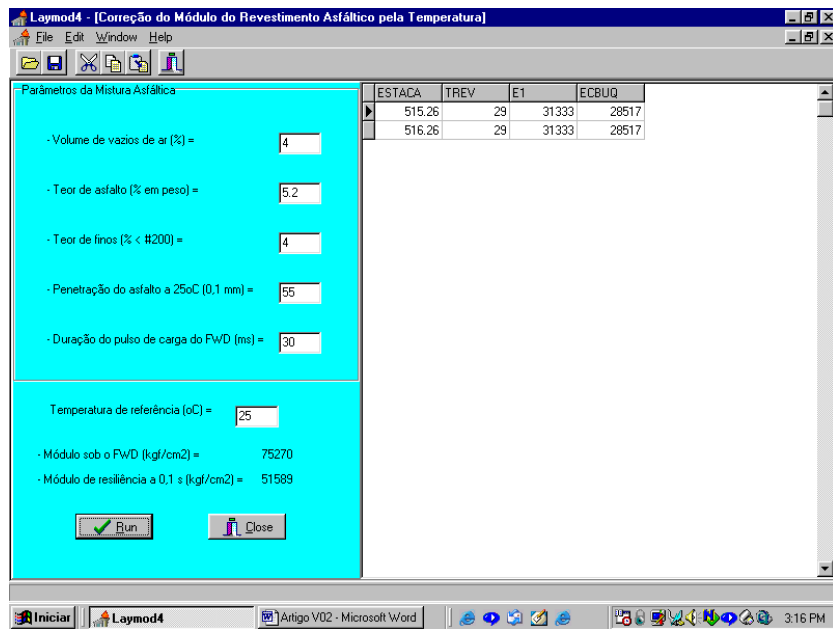 Laymod4 - [Correção do Módulo do Revestimento Asfáltico pela Temperatura]
File Edit Window Help
Parâmetros da Mistura Asfáltica
- Volume de vazios de ar (%) = 4
- Teor de asfalto (% em peso) = 5.2
- Teor de finos (% < #200) = 4
- Penetração do asfalto a 25oC (0,1 mm) = 55
- Duração do pulso de carga do FWD (ms) = 30
Temperatura de referência (oC) = 25
- Módulo sob o FWD (kgf/cm2) = 75270
- Módulo de resiliência a 0,1 s (kgf/cm2) = 51589
Run Close
ESTACA TREV E1 ECBUQ
515.26 29 31333 28517
516.26 29 31333 28517
Iniciar Laymod4 Artigo V02 - Microsoft Word 3:16 PM